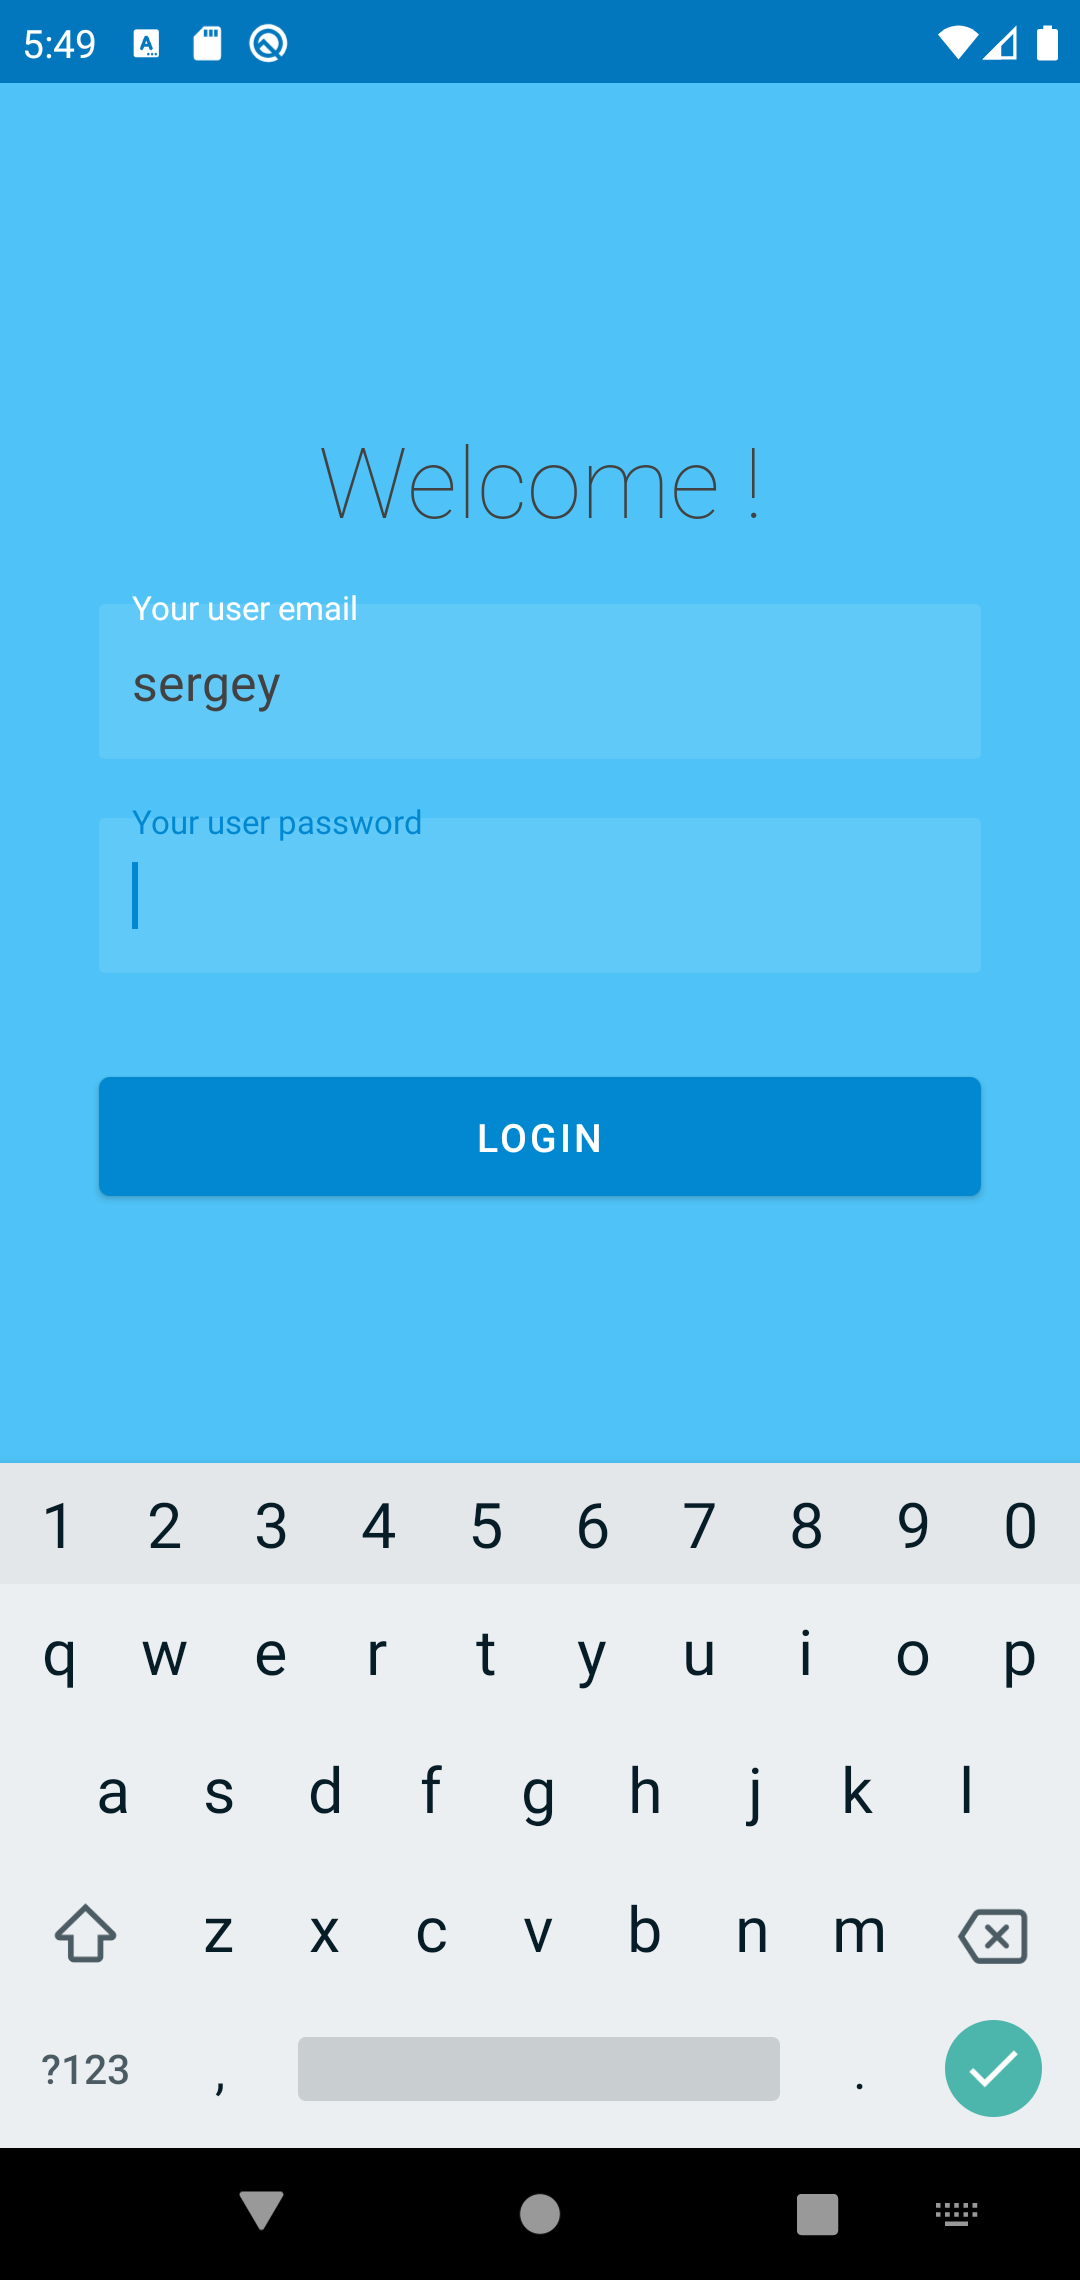 5:49
Welcome !
Your user email
sergey
Your user password
LOGIN
1 2 3 4 5 6 7 8 9 0
q w e r t y u i o p
a s d f g h j k l
z x c v b n m
?123 , .